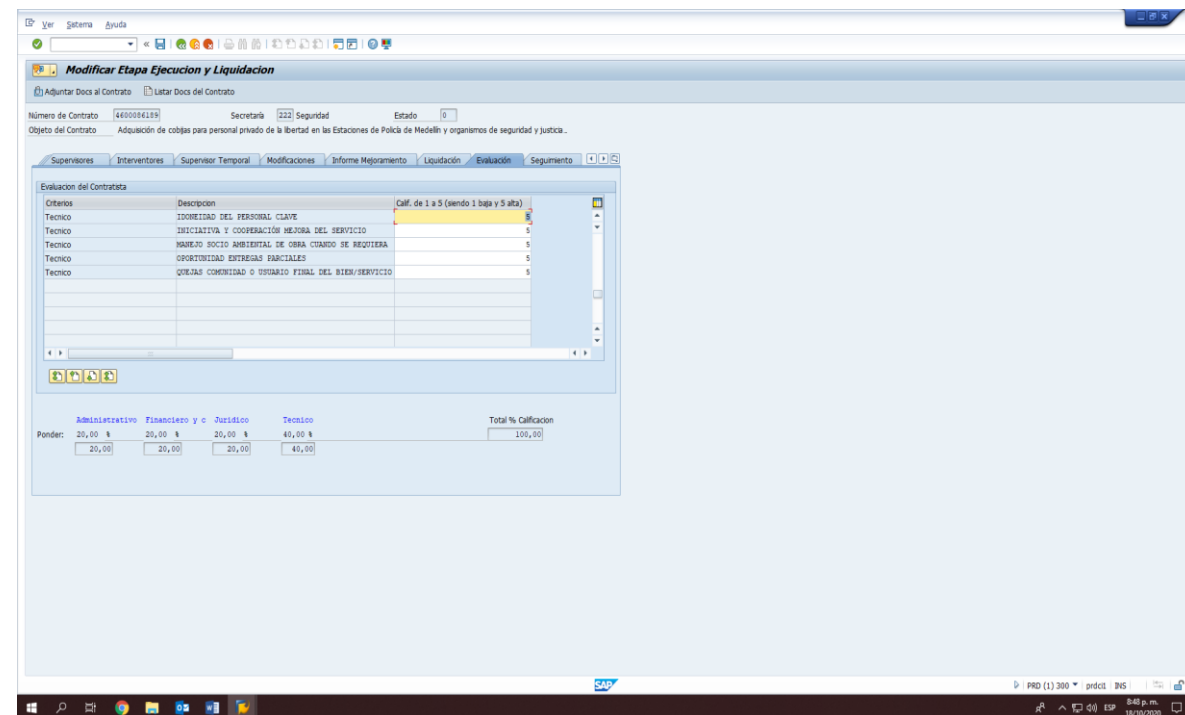 Ver Sistema Ayuda
Modificar Etapa Ejecucion y Liquidacion
Adjuntar Docs al Contrato Listar Docs del Contrato
Número de Contrato 4600086189 Secretaría 222 Seguridad Estado 0
Objeto del Contrato Adquisición de cobijas para personal privado de la libertad en las Estaciones de Policía de Medellín y organismos de seguridad y justicia..
Supervisores Interventores Supervisor Temporal Modificaciones Informe Mejoramiento Liquidación Evaluación Seguimiento
Evaluacion del Contratista
Criterios Descripcion Calif. de 1 a 5 (siendo 1 baja y 5 alta)
Tecnico IDONEIDAD DEL PERSONAL CLAVE 5
Tecnico INICIATIVA Y COOPERACIÓN MEJORA DEL SERVICIO 5
Tecnico MANEJO SOCIO AMBIENTAL DE OBRA CUANDO SE REQUIERA 5
Tecnico OPORTUNIDAD ENTREGAS PARCIALES 5
Tecnico QUEJAS COMUNIDAD O USUARIO FINAL DEL BIEN/SERVICIO 5
Administrativo Financiero y c Juridico Tecnico Total % Calificacion
Ponder: 20,00 % 20,00 % 20,00 % 40,00 % 100,00
20,00 20,00 20,00 40,00
SAP
PRD (1) 300 prdcit INS
ESP 8:48 p. m.
18/10/2020